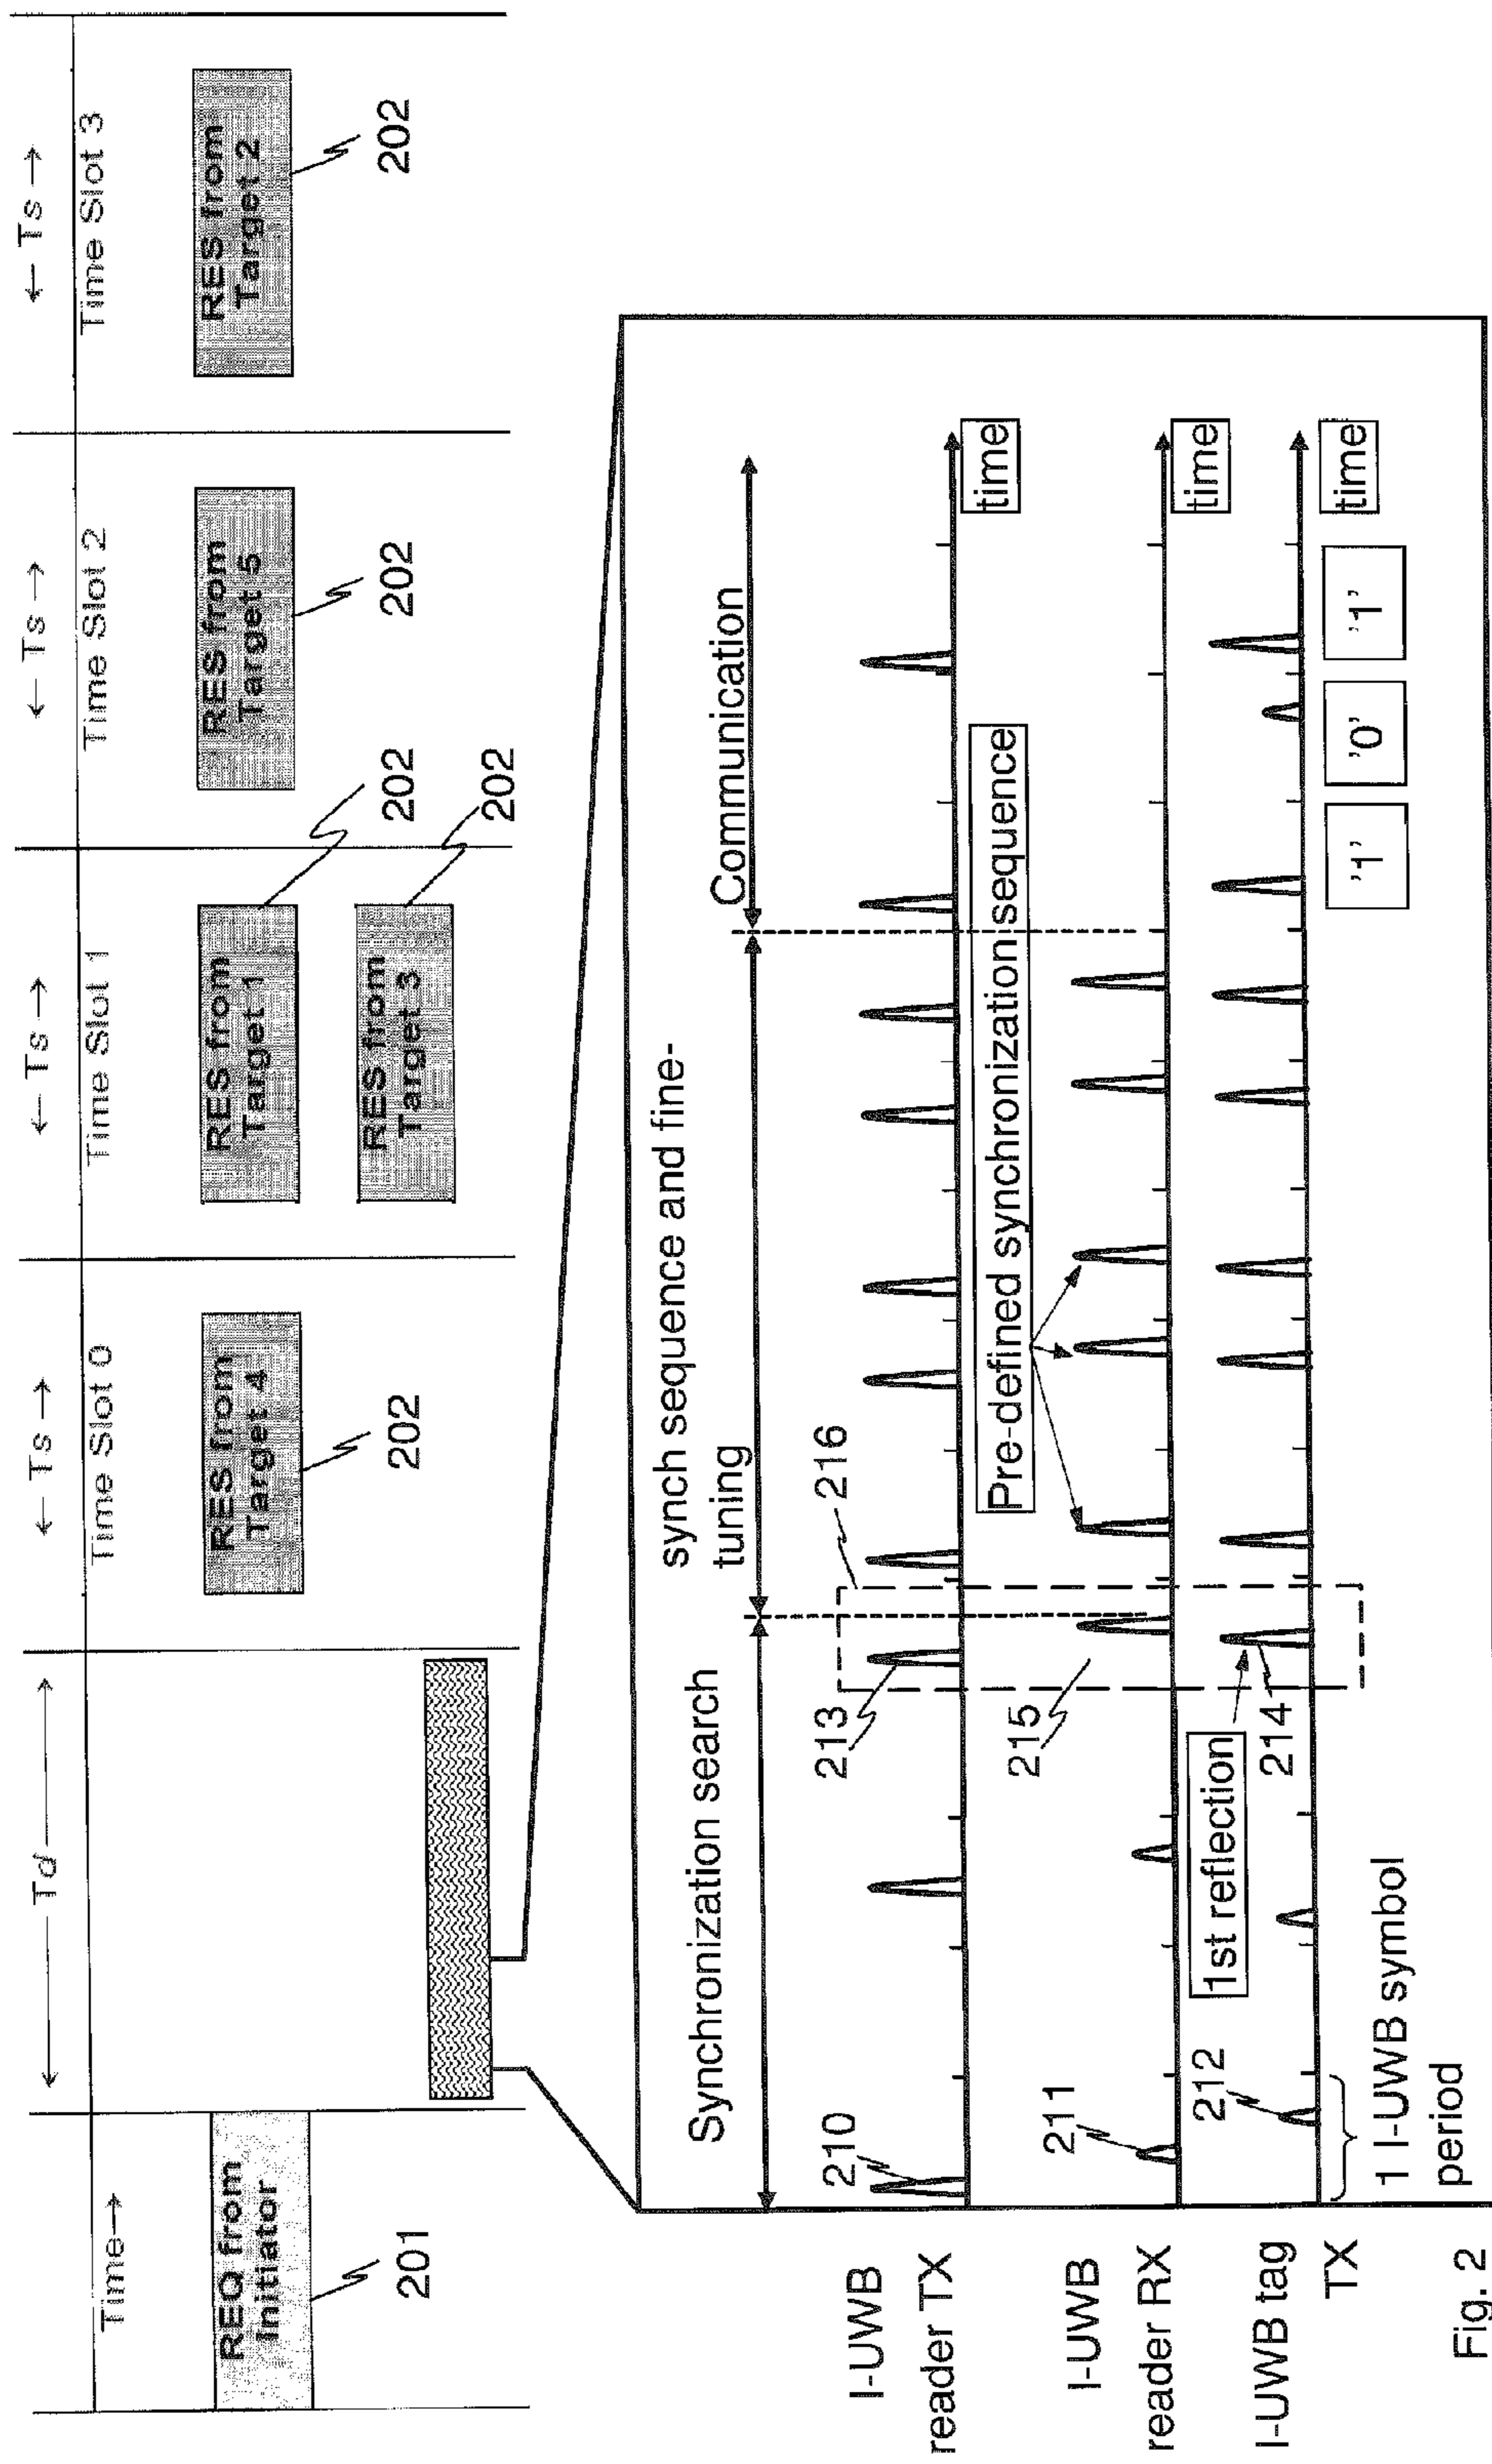 Time→
← Td →
← Ts →
← Ts →
← Ts →
← Ts →
Time Slot 0
Time Slot 1
Time Slot 2
Time Slot 3
REQ from
Initiator
201
RES from
Target 4
202
RES from
Target 1
202
RES from
Target 3
202
RES from
Target 5
202
RES from
Target 2
202
Synchronization search
synch sequence and fine-
tuning
Communication
I-UWB
reader TX
210
213
216
time
Pre-defined synchronization sequence
I-UWB
reader RX
211
215
time
1st reflection
I-UWB tag
TX
212
214
time
1 I-UWB symbol
period
'1'
'0'
'1'
Fig. 2